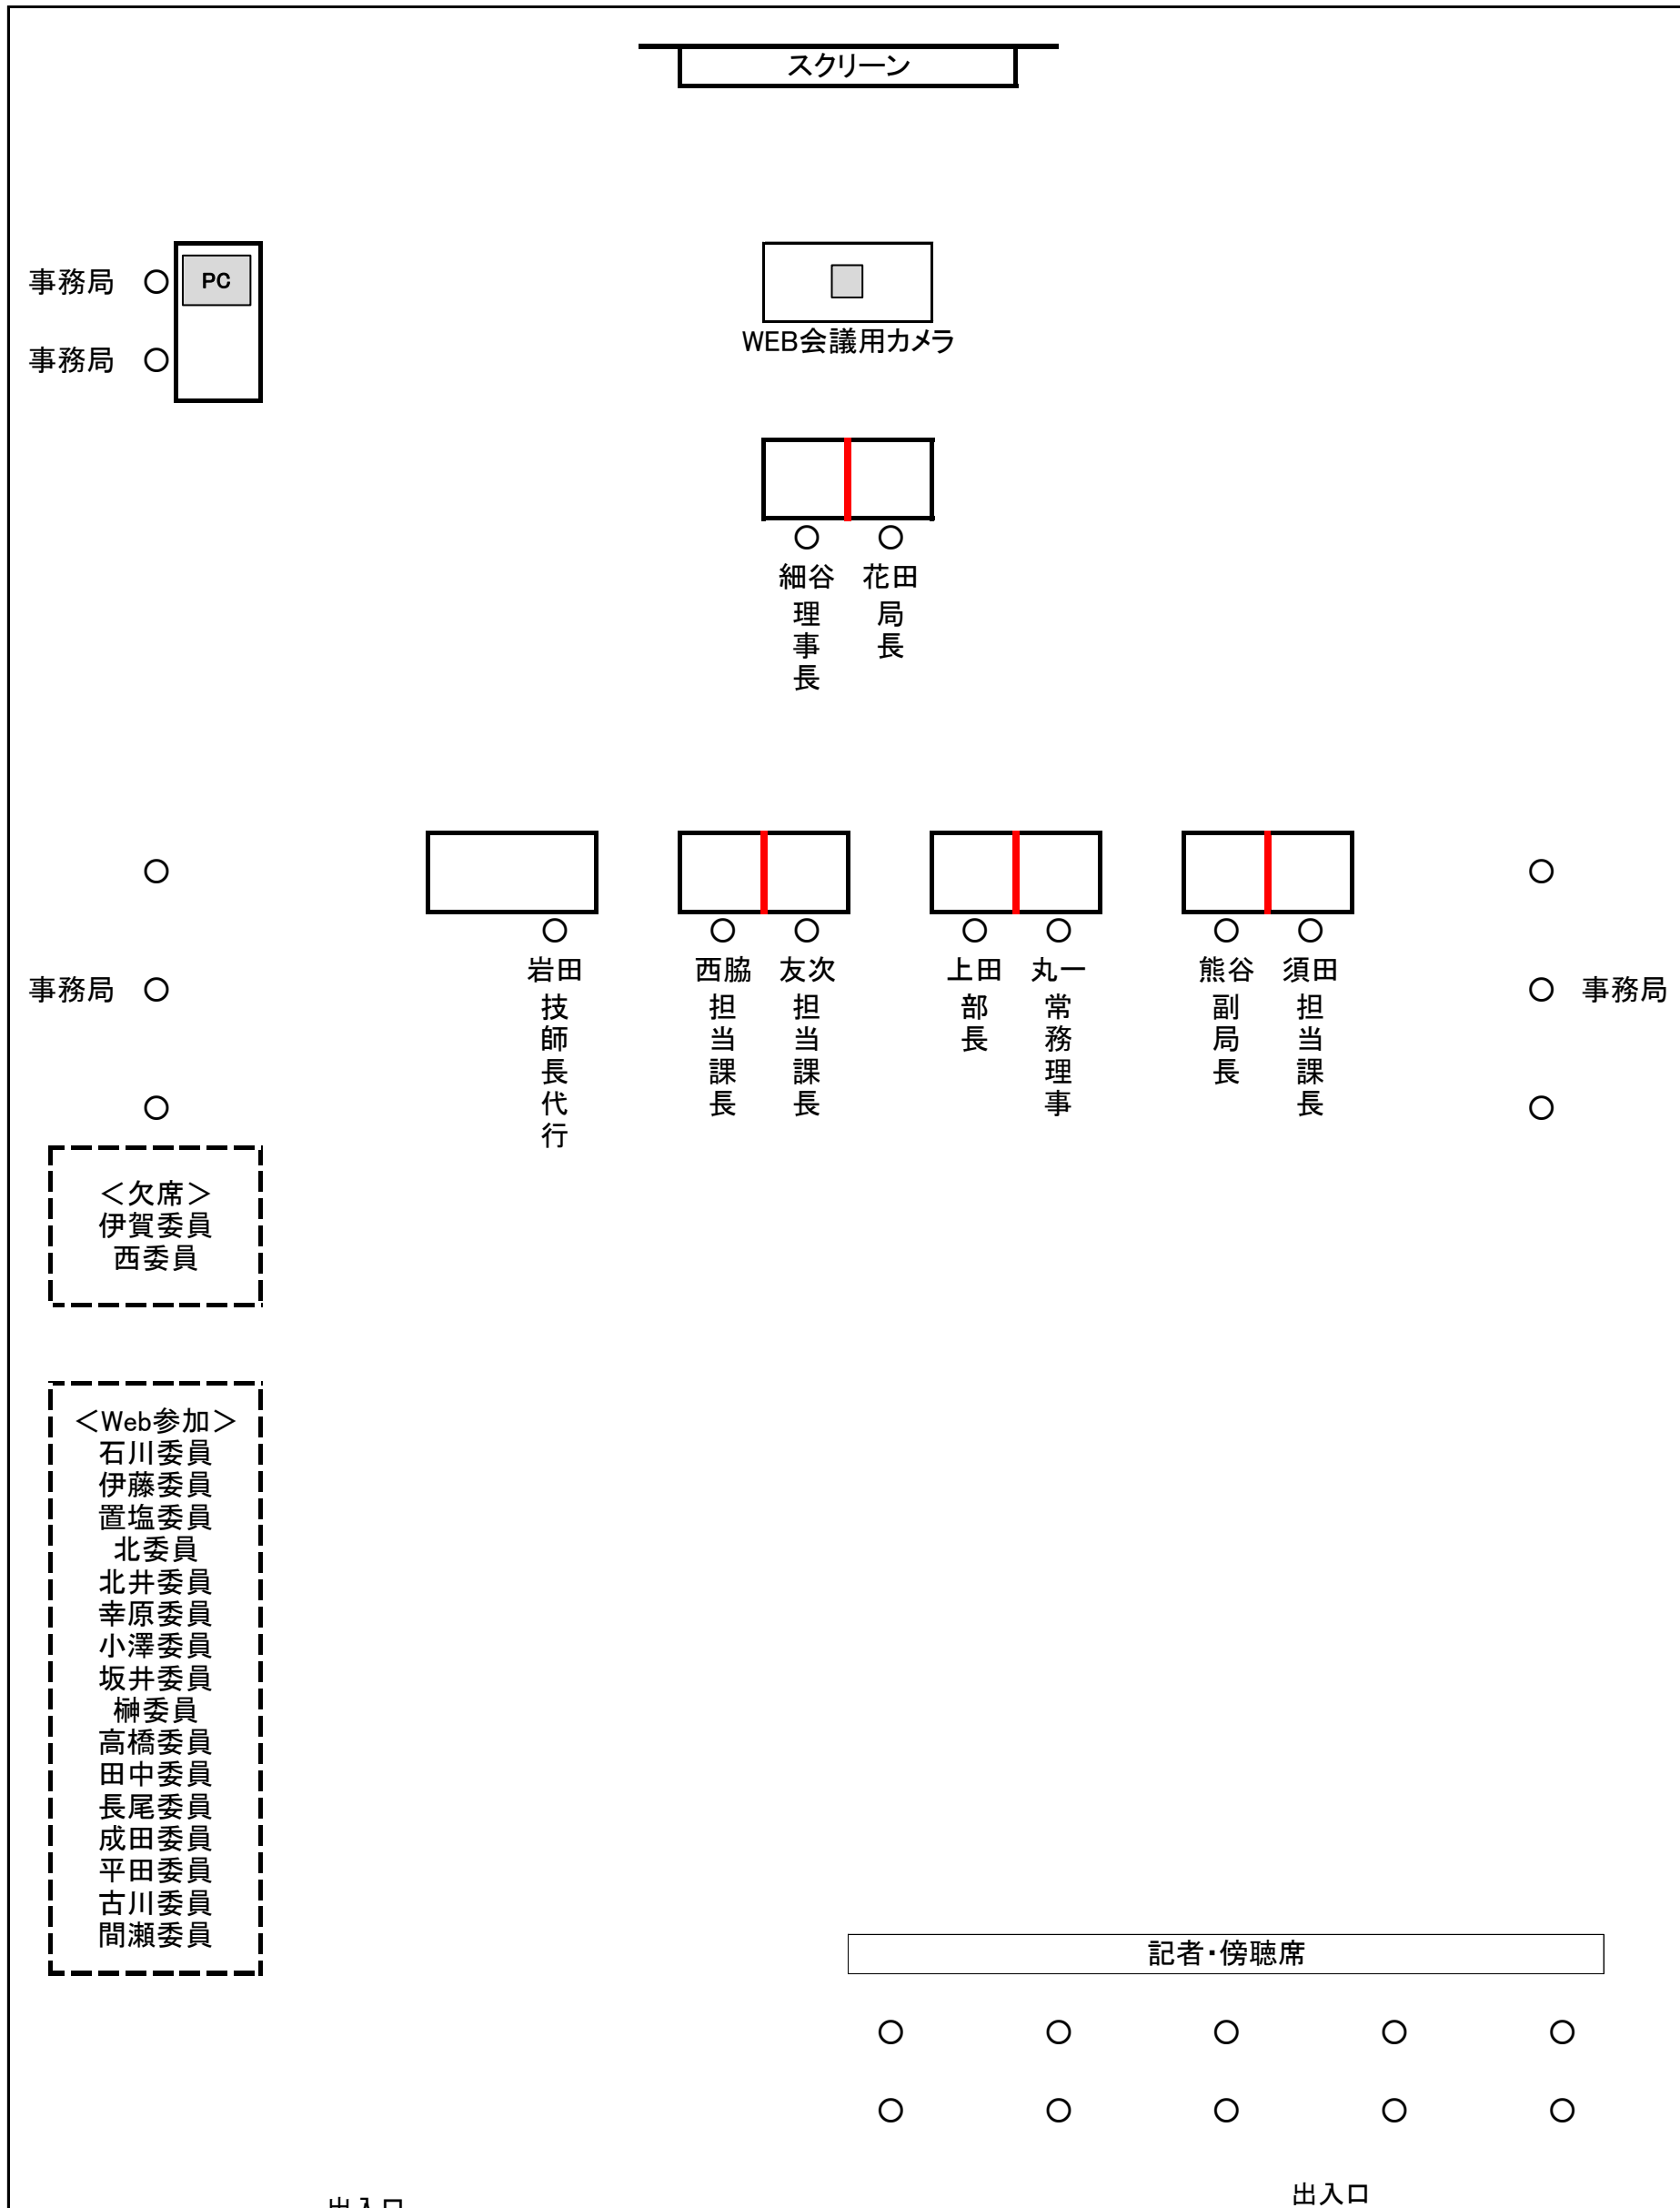 スクリーン
事務局
PC
事務局
WEB会議用カメラ
細谷
理事長
花田
局長
岩田
技師長代行
西脇
担当課長
友次
担当課長
上田
部長
丸一
常務理事
熊谷
副局長
須田
担当課長
事務局
事務局
＜欠席＞
伊賀委員
西委員
＜Web参加＞
石川委員
伊藤委員
置塩委員
北委員
北井委員
幸原委員
小澤委員
坂井委員
榊委員
高橋委員
田中委員
長尾委員
成田委員
平田委員
古川委員
間瀬委員
記者・傍聴席
出入口
出入口